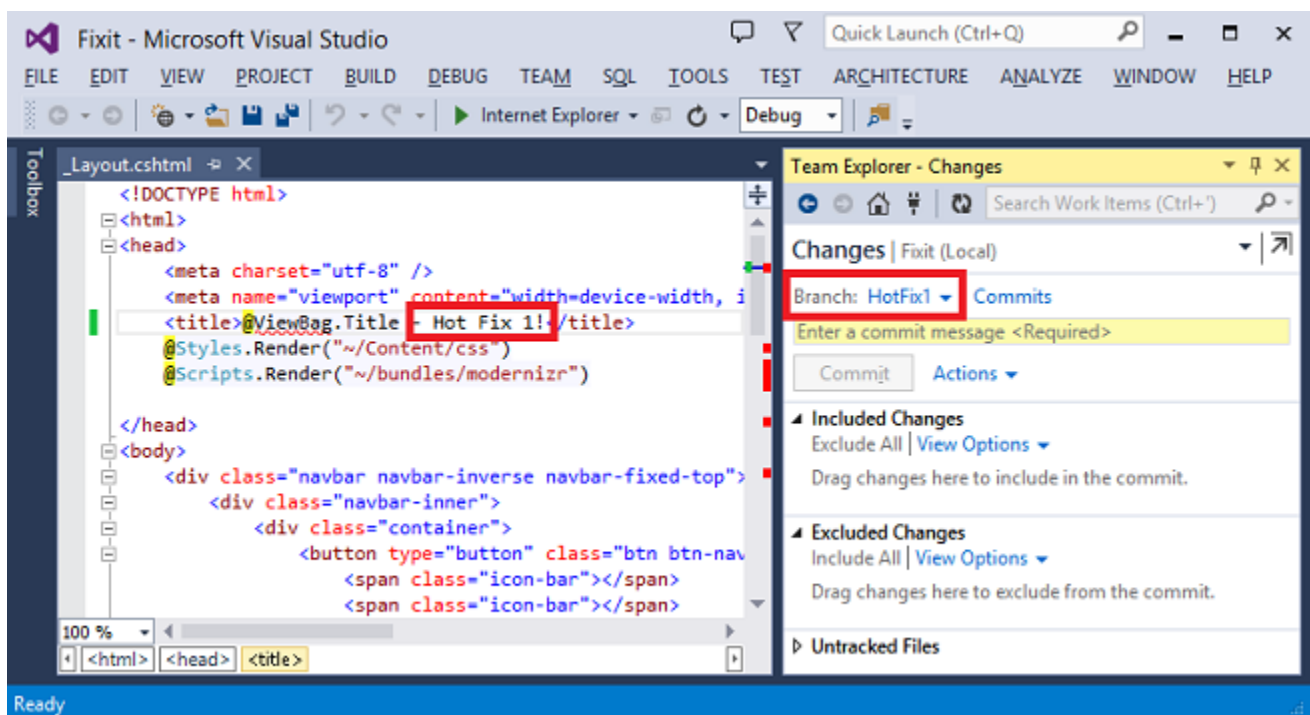 Fixit - Microsoft Visual Studio
Quick Launch (Ctrl+Q)
FILE EDIT VIEW PROJECT BUILD DEBUG TEAM SQL TOOLS TEST ARCHITECTURE ANALYZE WINDOW HELP
Internet Explorer Debug
Toolbox
_Layout.cshtml
<!DOCTYPE html>
<html>
<head>
<meta charset="utf-8" />
<meta name="viewport" content="width=device-width, i
<title>@ViewBag.Title - Hot Fix 1!</title>
@Styles.Render("~/Content/css")
@Scripts.Render("~/bundles/modernizr")
</head>
<body>
<div class="navbar navbar-inverse navbar-fixed-top">
<div class="navbar-inner">
<div class="container">
<button type="button" class="btn btn-nav
<span class="icon-bar"></span>
<span class="icon-bar"></span>
100 %
<html> <head> <title>
Team Explorer - Changes
Search Work Items (Ctrl+')
Changes | Fixit (Local)
Branch: HotFix1 Commits
Enter a commit message <Required>
Commit Actions
Included Changes
Exclude All | View Options
Drag changes here to include in the commit.
Excluded Changes
Include All | View Options
Drag changes here to exclude from the commit.
Untracked Files
Ready